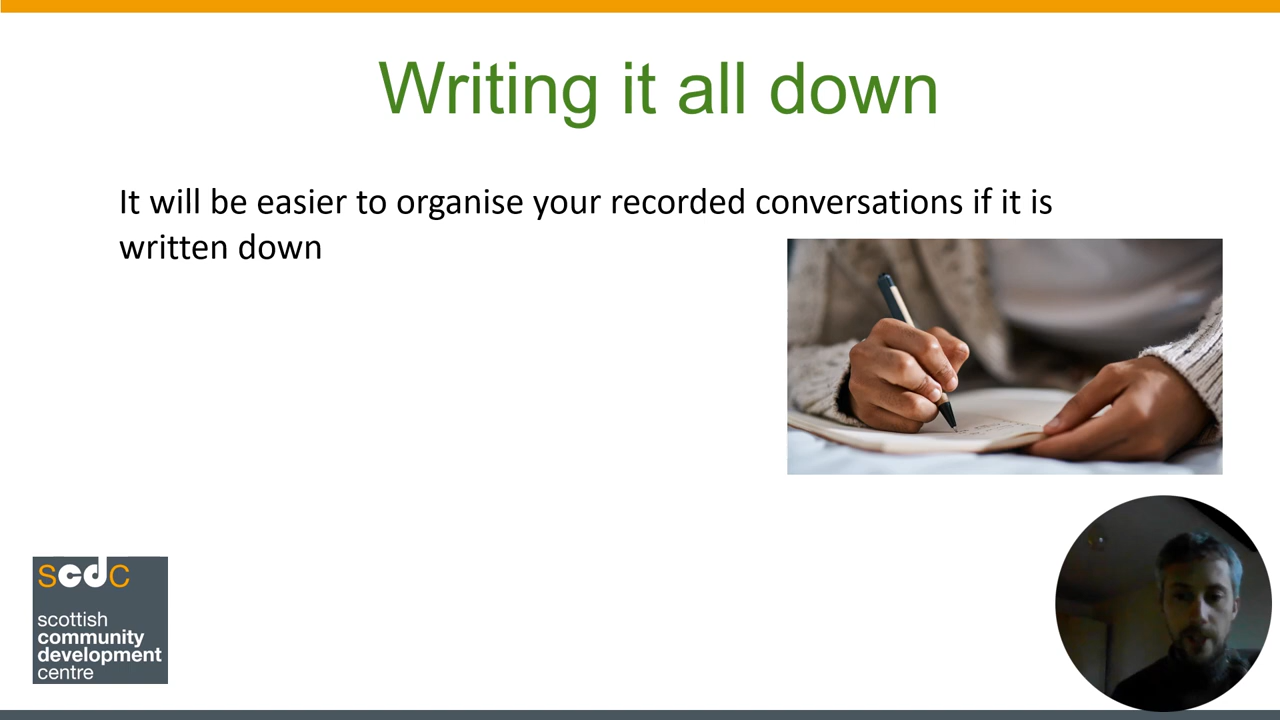 Writing it all down
It will be easier to organise your recorded conversations if it is
written down
scdc
scottish
community
development
centre